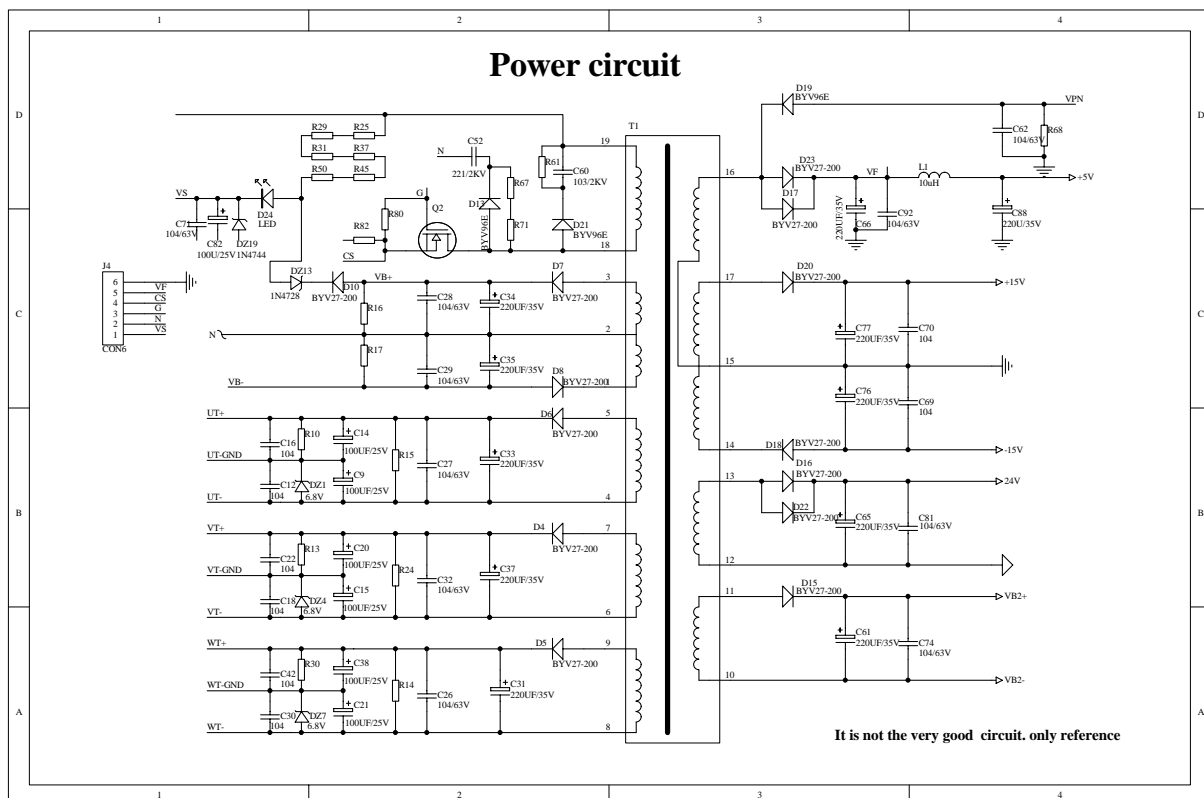 1 2 3 4
Power circuit
D
D
D19
BYV96E
VPN
C62
104/63V
R68
T1
R29 R25
R31 R37
R50 R45
N
C52
221/2KV
19
R61
C60
103/2KV
R67
R71
D23
BYV27-200
16
D17
BYV27-200
VF
L1
10uH
+5V
220UF/35V
C66
C92
104/63V
C88
220U/35V
VS
D24
LED
104/63V
C82
100U/25V
DZ19
1N4744
G
R80
Q2
R82
CS
BYV96E
D21
BYV96E
18
J4
6
5
4
3
2
1
CON6
VF
CS
G
N
VS
DZ13
1N4728
D10
BYV27-200
VB+
D7
BYV27-200
3
R16
C28
104/63V
C34
220UF/35V
N
2
R17
C29
104/63V
C35
220UF/35V
D8
BYV27-200
1
VB-
17
D20
BYV27-200
+15V
C77
220UF/35V
C70
104
15
C76
220UF/35V
C69
104
14
D18
BYV27-200
-15V
C
C
UT+
D6
BYV27-200
5
C16
104
R10
C14
100UF/25V
R15
C27
104/63V
C33
220UF/35V
UT-GND
C12
104
DZ1
6.8V
C9
100UF/25V
UT-
4
13
D16
BYV27-200
24V
D22
BYV27-200
C65
220UF/35V
C81
104/63V
12
B
B
VT+
D4
BYV27-200
7
C22
104
R13
C20
100UF/25V
R24
C32
104/63V
C37
220UF/35V
VT-GND
C18
104
DZ4
6.8V
C15
100UF/25V
VT-
6
11
D15
BYV27-200
VB2+
C61
220UF/35V
C74
104/63V
10
VB2-
WT+
D5
BYV27-200
9
C42
104
R30
C38
100UF/25V
R14
C26
104/63V
C31
220UF/35V
WT-GND
C30
104
DZ7
6.8V
C21
100UF/25V
WT-
8
A
A
It is not the very good circuit. only reference
1 2 3 4